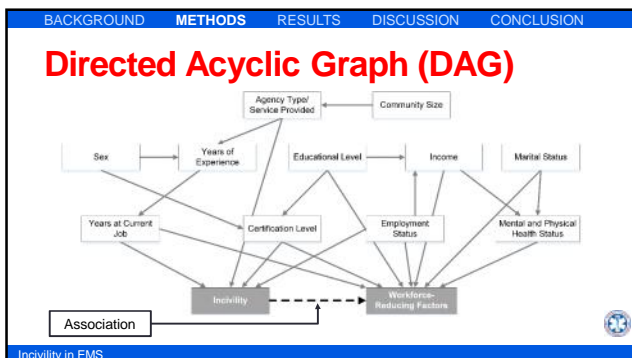 BACKGROUND METHODS RESULTS DISCUSSION CONCLUSION
Directed Acyclic Graph (DAG)
Agency Type/
Service Provided
Community Size
Sex
Years of
Experience
Educational Level
Income
Marital Status
Years at Current
Job
Certification Level
Employment
Status
Mental and Physical
Health Status
Incivility
Workforce-
Reducing Factors
Association
Incivility in EMS